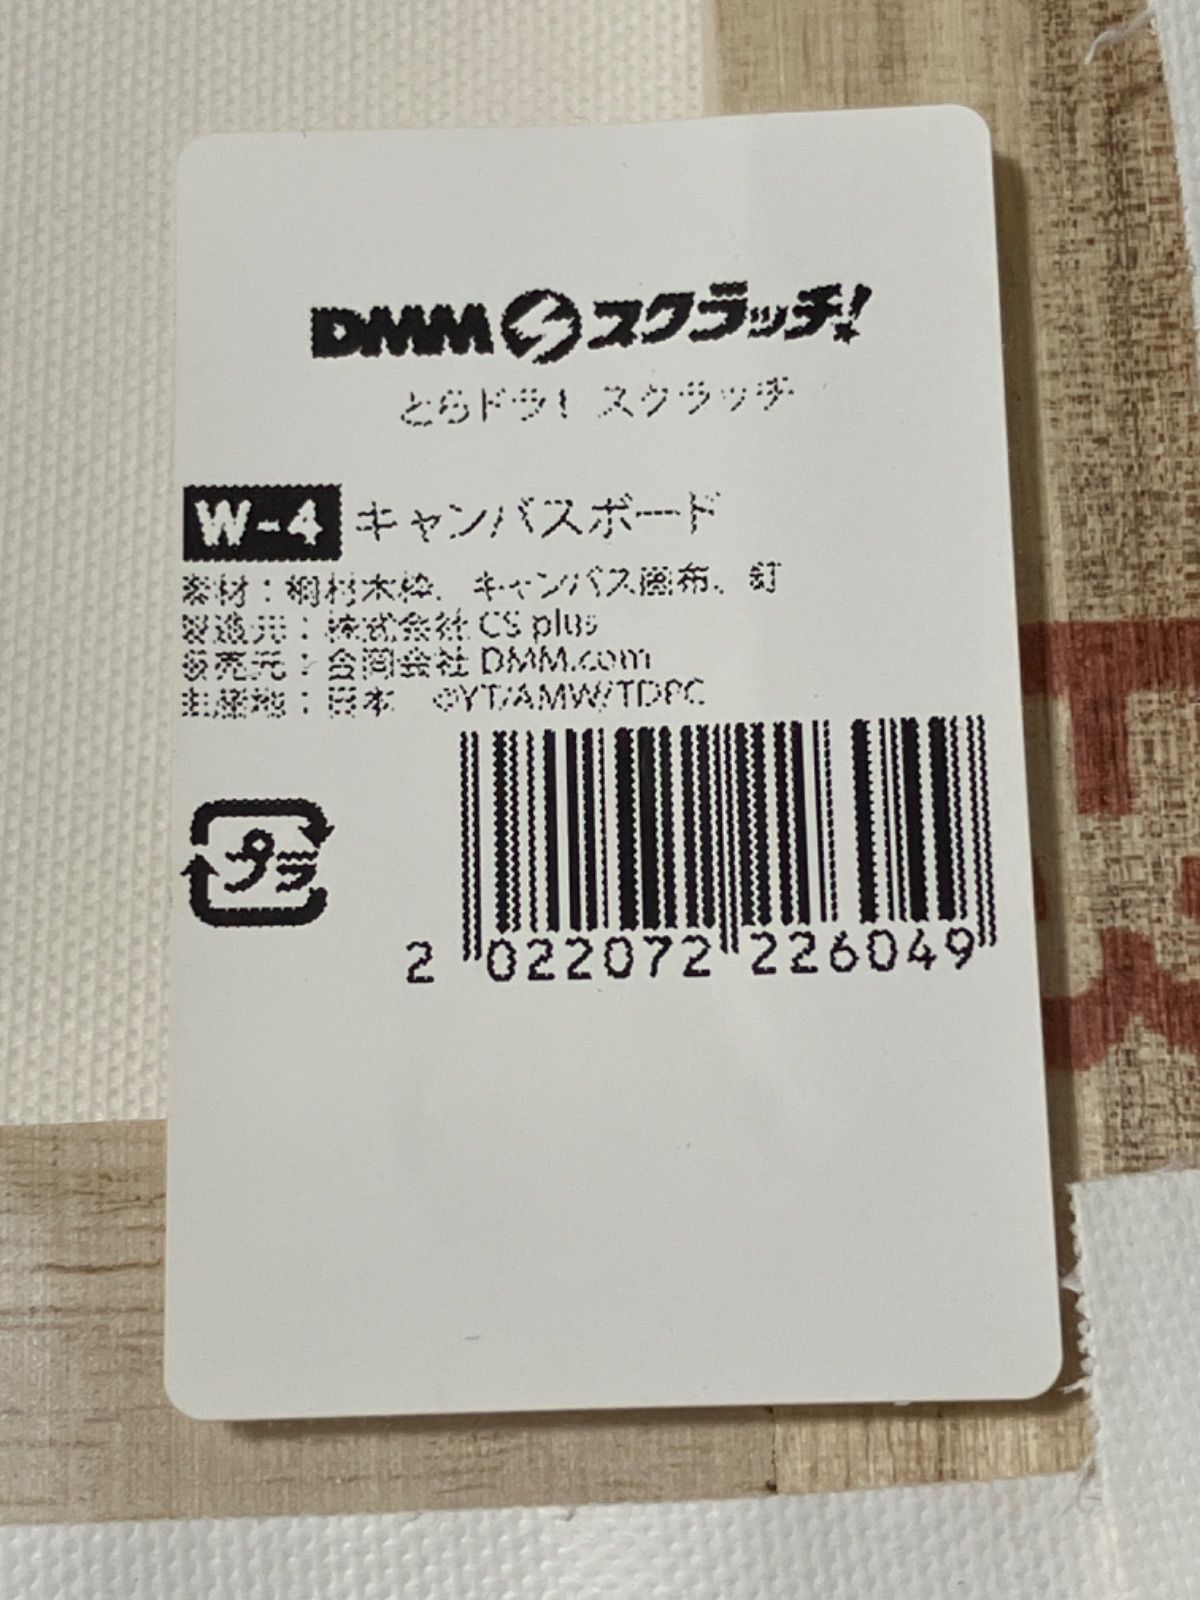 DMM スクラッチ!
とらドラ! スクラッチ
W-4 キャンバスボード
素材：桐材木枠、キャンバス画布、釘
製造元：株式会社 CS plus
販売元：合同会社 DMM.com
生産地：日本 ©YT/AMW/TDPC
プラ
2 022072 226049